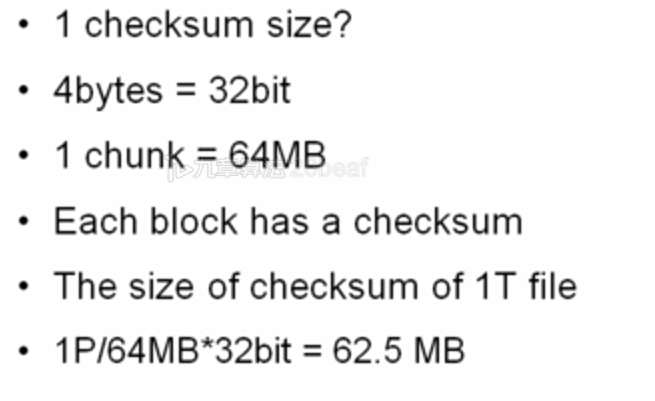 • 1 checksum size?
• 4bytes = 32bit
• 1 chunk = 64MB
• Each block has a checksum
• The size of checksum of 1T file
• 1P/64MB*32bit = 62.5 MB